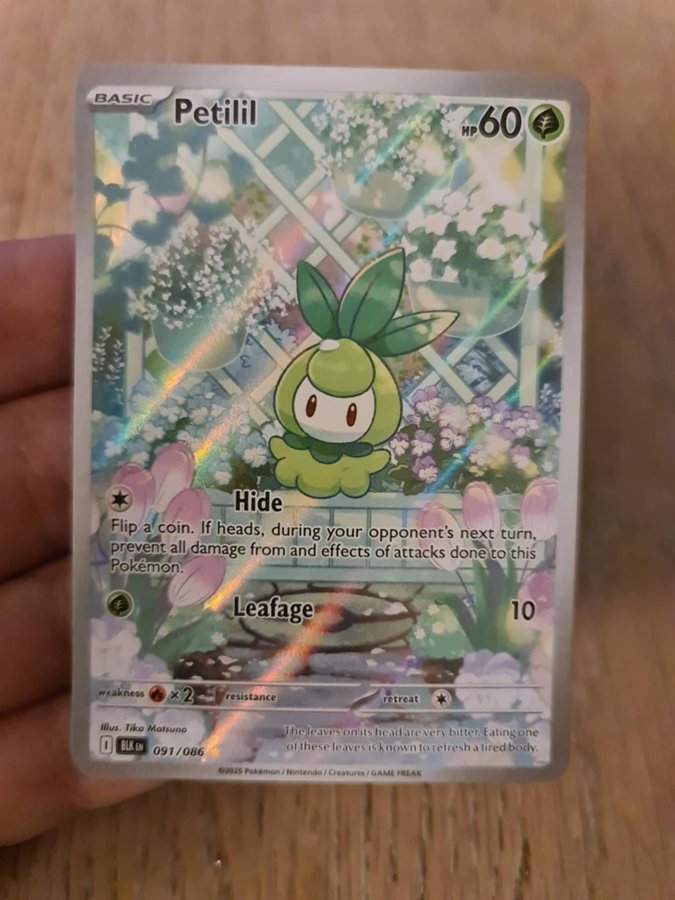 BASIC Petilil HP 60
Hide
Flip a coin. If heads, during your opponent's next turn,
prevent all damage from and effects of attacks done to this
Pokémon.
Leafage 10
weakness ×2 resistance retreat
Illus. Tika Matsuno
The leaves on its head are very bitter. Eating one
of these leaves is known to refresh a tired body.
I BLK EN 091/086
©2025 Pokémon / Nintendo / Creatures / GAME FREAK